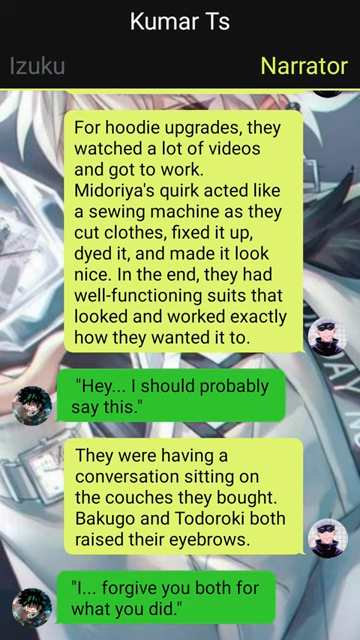 Kumar Ts
Izuku
Narrator
For hoodie upgrades, they
watched a lot of videos
and got to work.
Midoriya's quirk acted like
a sewing machine as they
cut clothes, fixed it up,
dyed it, and made it look
nice. In the end, they had
well-functioning suits that
looked and worked exactly
how they wanted it to.
"Hey... I should probably
say this."
They were having a
conversation sitting on
the couches they bought.
Bakugo and Todoroki both
raised their eyebrows.
"I... forgive you both for
what you did."